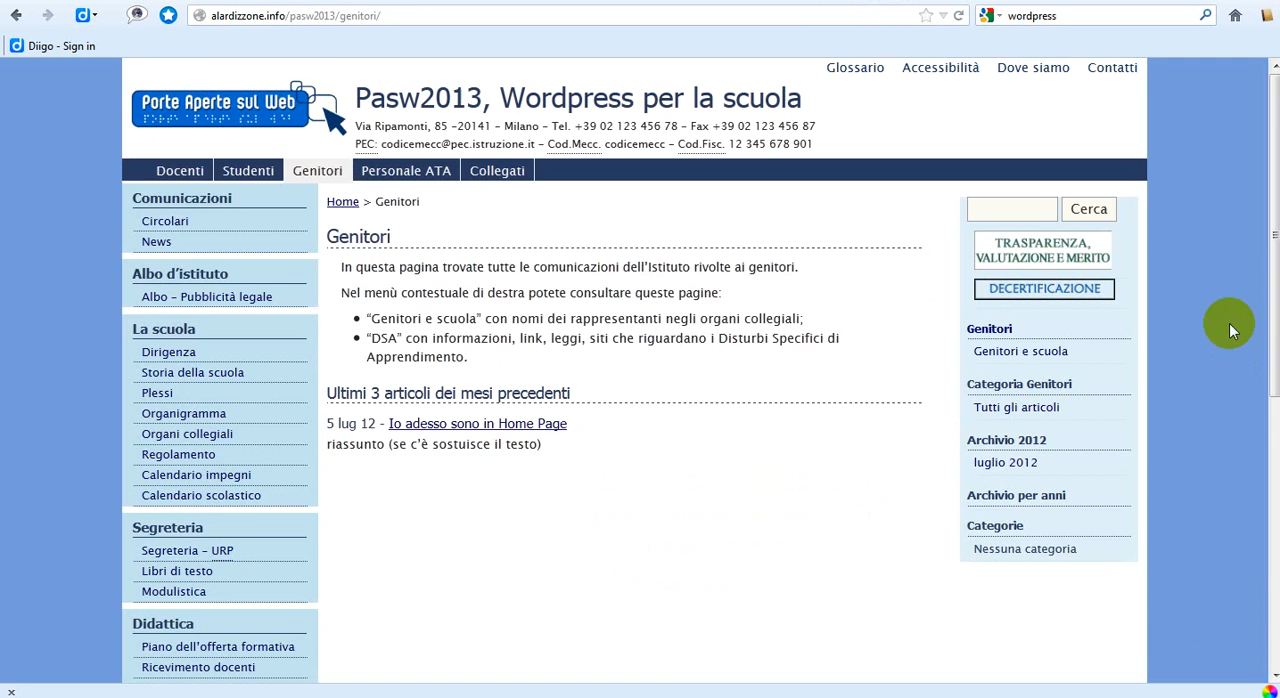 alardizzone.info/pasw2013/genitori/
wordpress
Diigo - Sign in
Glossario Accessibilità Dove siamo Contatti
Porte Aperte sul Web
Pasw2013, Wordpress per la scuola
Via Ripamonti, 85 -20141 - Milano - Tel. +39 02 123 456 78 - Fax +39 02 123 456 87
PEC: codicemecc@pec.istruzione.it - Cod.Mecc. codicemecc - Cod.Fisc. 12 345 678 901
Docenti Studenti Genitori Personale ATA Collegati
Comunicazioni
Circolari
News
Albo d'istituto
Albo – Pubblicità legale
La scuola
Dirigenza
Storia della scuola
Plessi
Organigramma
Organi collegiali
Regolamento
Calendario impegni
Calendario scolastico
Segreteria
Segreteria – URP
Libri di testo
Modulistica
Didattica
Piano dell'offerta formativa
Ricevimento docenti
Home > Genitori
Genitori
In questa pagina trovate tutte le comunicazioni dell'Istituto rivolte ai genitori.
Nel menù contestuale di destra potete consultare queste pagine:
"Genitori e scuola" con nomi dei rappresentanti negli organi collegiali;
"DSA" con informazioni, link, leggi, siti che riguardano i Disturbi Specifici di
Apprendimento.
Ultimi 3 articoli dei mesi precedenti
5 lug 12 - Io adesso sono in Home Page
riassunto (se c'è sostuisce il testo)
Cerca
TRASPARENZA,
VALUTAZIONE E MERITO
DECERTIFICAZIONE
Genitori
Genitori e scuola
Categoria Genitori
Tutti gli articoli
Archivio 2012
luglio 2012
Archivio per anni
Categorie
Nessuna categoria